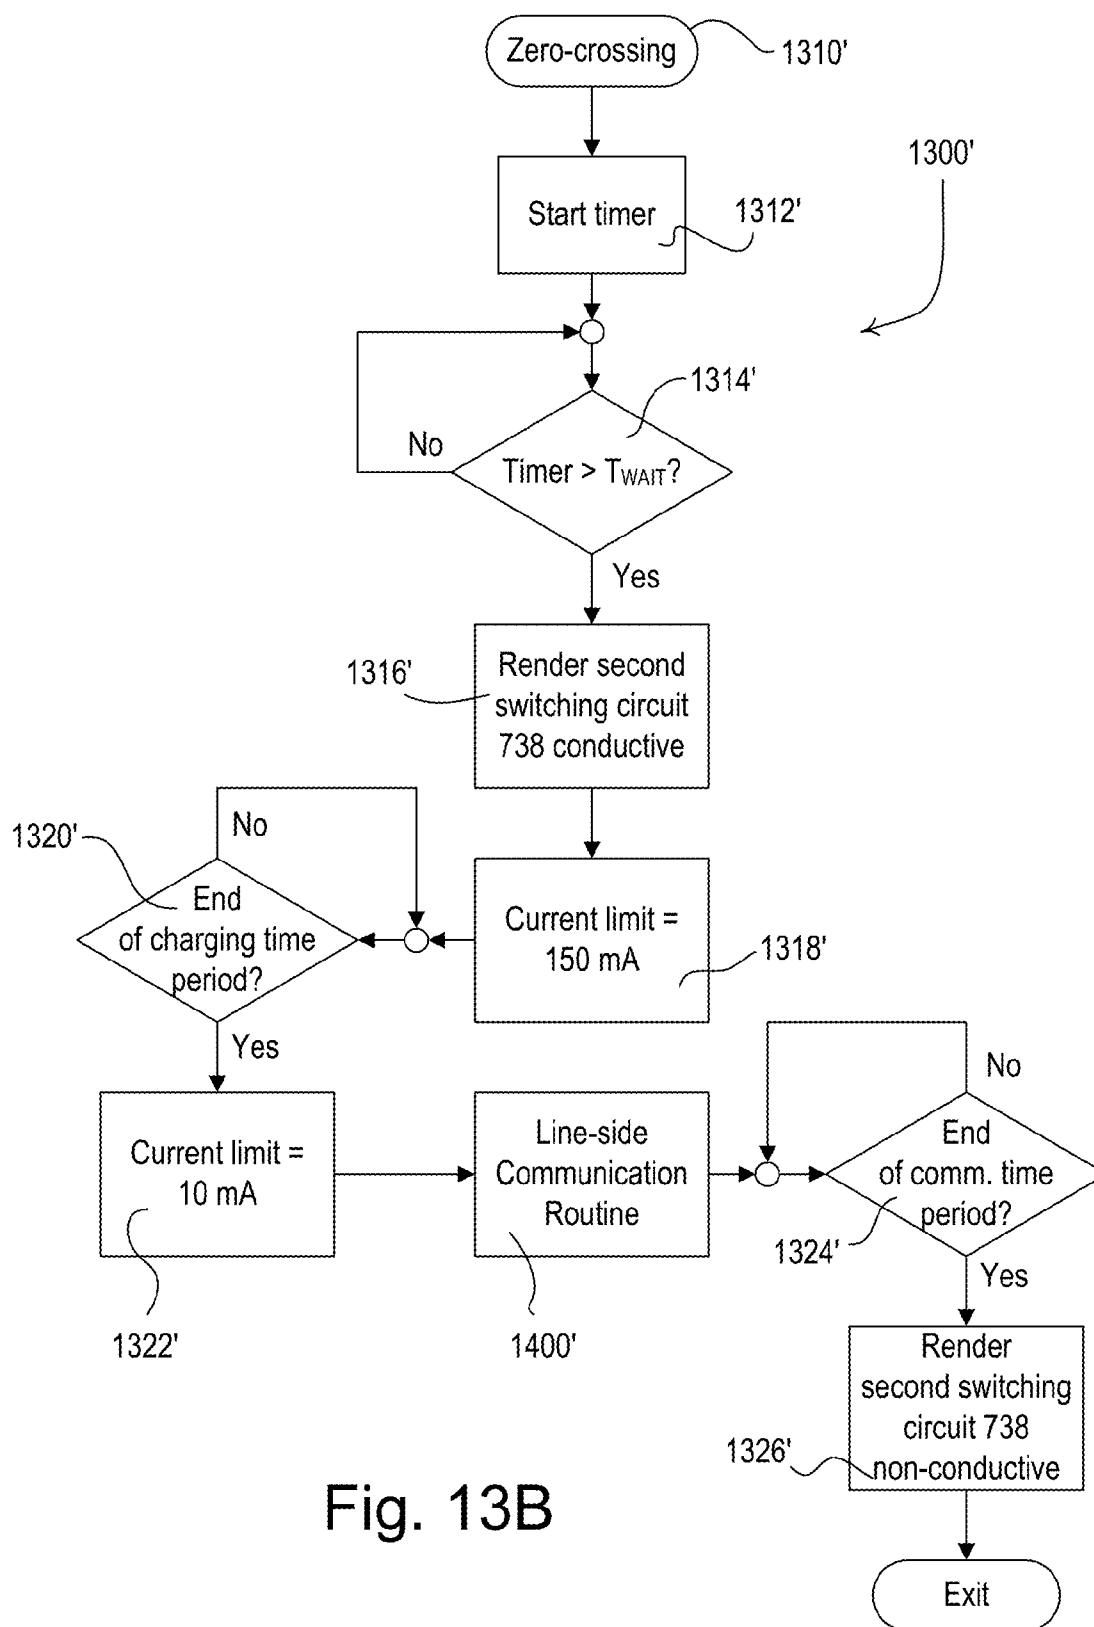 Zero-crossing
1310'
1300'
Start timer
1312'
1314'
No
Timer > TWAIT?
Yes
1316'
Render second
switching circuit
738 conductive
1320'
No
End
of charging time
period?
Current limit =
150 mA
1318'
Yes
No
Current limit =
10 mA
Line-side
Communication
Routine
End
of comm. time
period?
1324'
Yes
1322'
1400'
Render
second switching
circuit 738
non-conductive
1326'
Fig. 13B
Exit